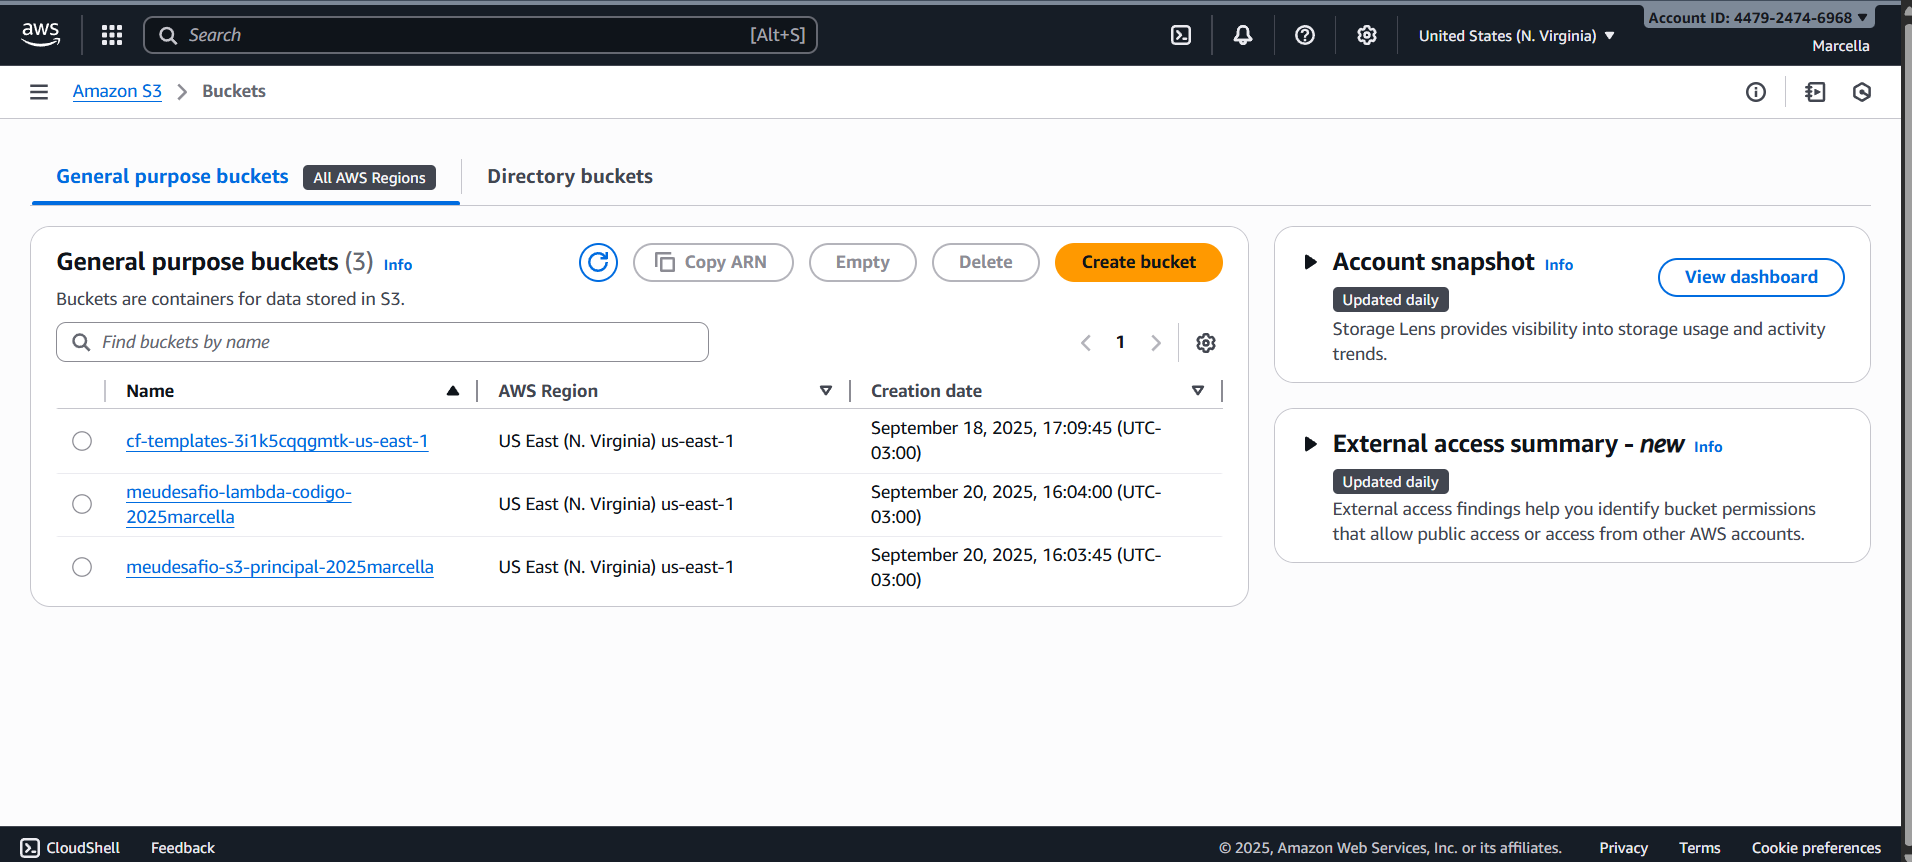 aws
Search
[Alt+S]
United States (N. Virginia)
Account ID: 4479-2474-6968
Marcella
Amazon S3
Buckets
General purpose buckets
All AWS Regions
Directory buckets
General purpose buckets (3) Info
Copy ARN
Empty
Delete
Create bucket
Buckets are containers for data stored in S3.
Find buckets by name
1
Name
AWS Region
Creation date
cf-templates-3i1k5cqqgmtk-us-east-1
US East (N. Virginia) us-east-1
September 18, 2025, 17:09:45 (UTC-
03:00)
meudesafio-lambda-codigo-
2025marcella
US East (N. Virginia) us-east-1
September 20, 2025, 16:04:00 (UTC-
03:00)
meudesafio-s3-principal-2025marcella
US East (N. Virginia) us-east-1
September 20, 2025, 16:03:45 (UTC-
03:00)
Account snapshot Info
View dashboard
Updated daily
Storage Lens provides visibility into storage usage and activity
trends.
External access summary - new Info
Updated daily
External access findings help you identify bucket permissions
that allow public access or access from other AWS accounts.
CloudShell
Feedback
© 2025, Amazon Web Services, Inc. or its affiliates.
Privacy
Terms
Cookie preferences